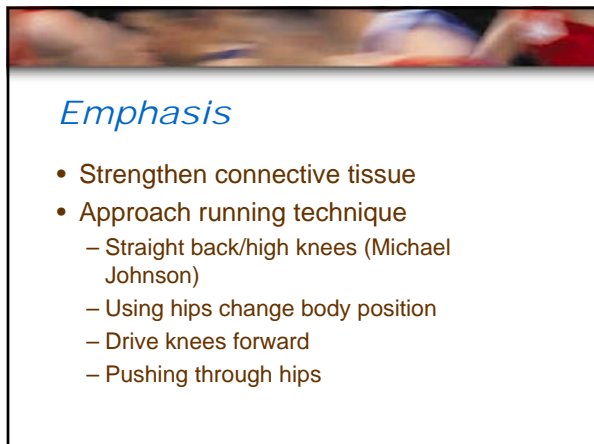 Emphasis
• Strengthen connective tissue
• Approach running technique
– Straight back/high knees (Michael
Johnson)
– Using hips change body position
– Drive knees forward
– Pushing through hips